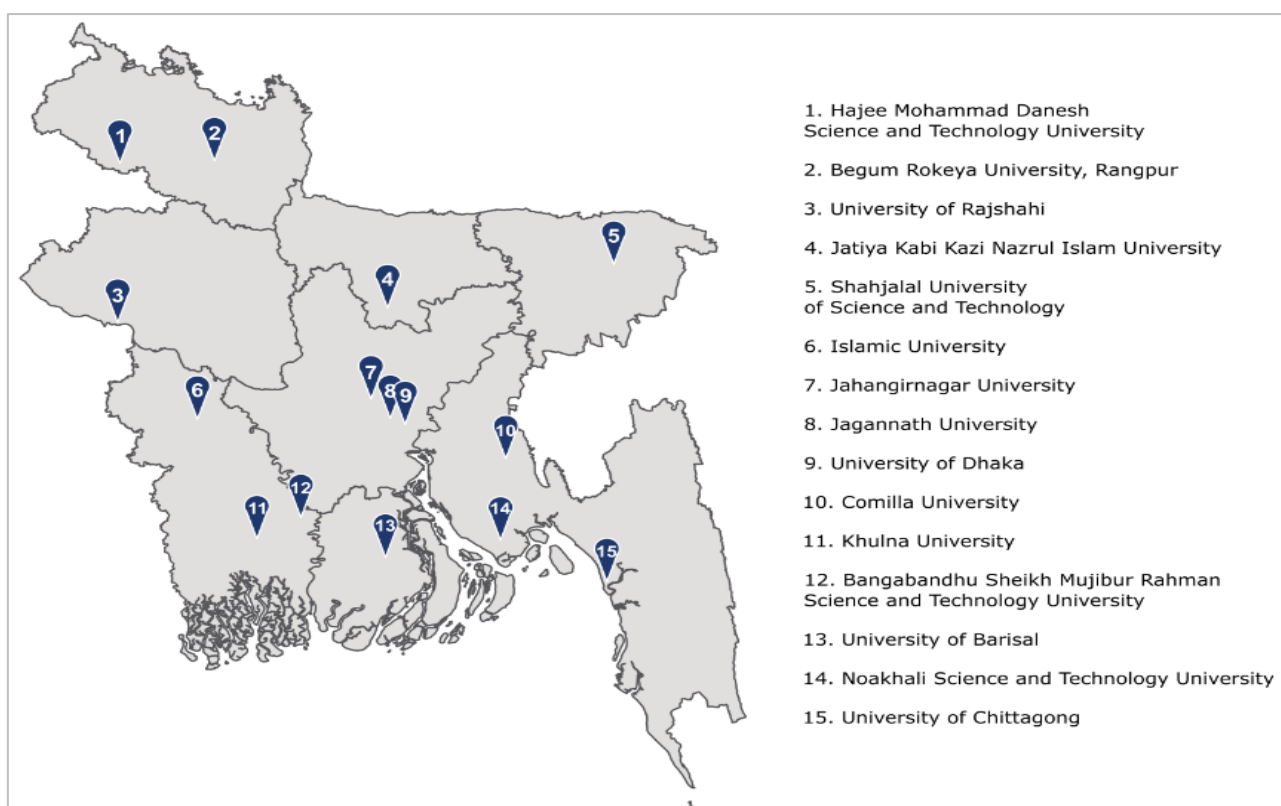 1
2
3
4
5
6
7
8
9
10
11
12
13
14
15
1. Hajee Mohammad Danesh
Science and Technology University
2. Begum Rokeya University, Rangpur
3. University of Rajshahi
4. Jatiya Kabi Kazi Nazrul Islam University
5. Shahjalal University
of Science and Technology
6. Islamic University
7. Jahangirnagar University
8. Jagannath University
9. University of Dhaka
10. Comilla University
11. Khulna University
12. Bangabandhu Sheikh Mujibur Rahman
Science and Technology University
13. University of Barisal
14. Noakhali Science and Technology University
15. University of Chittagong